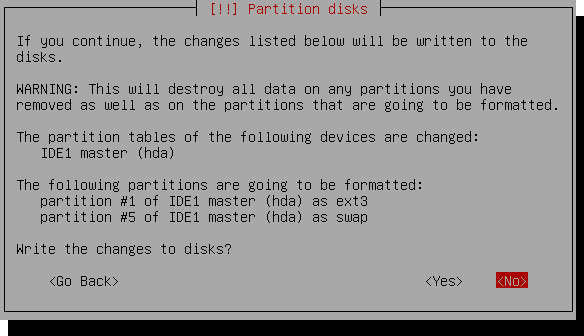 [!!] Partition disks
If you continue, the changes listed below will be written to the
disks.
WARNING: This will destroy all data on any partitions you have
removed as well as on the partitions that are going to be formatted.
The partition tables of the following devices are changed:
IDE1 master (hda)
The following partitions are going to be formatted:
partition #1 of IDE1 master (hda) as ext3
partition #5 of IDE1 master (hda) as swap
Write the changes to disks?
<Go Back> <Yes> <No>